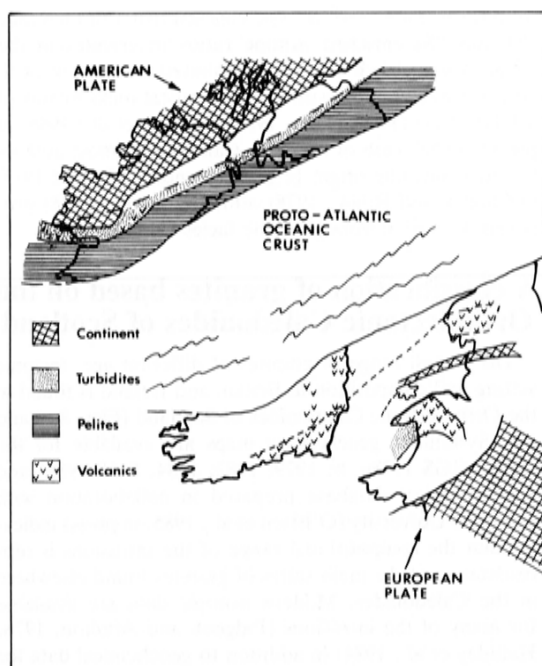 AMERICAN
PLATE
PROTO-ATLANTIC
OCEANIC
CRUST
Continent
Turbidites
Pelites
Volcanics
EUROPEAN
PLATE